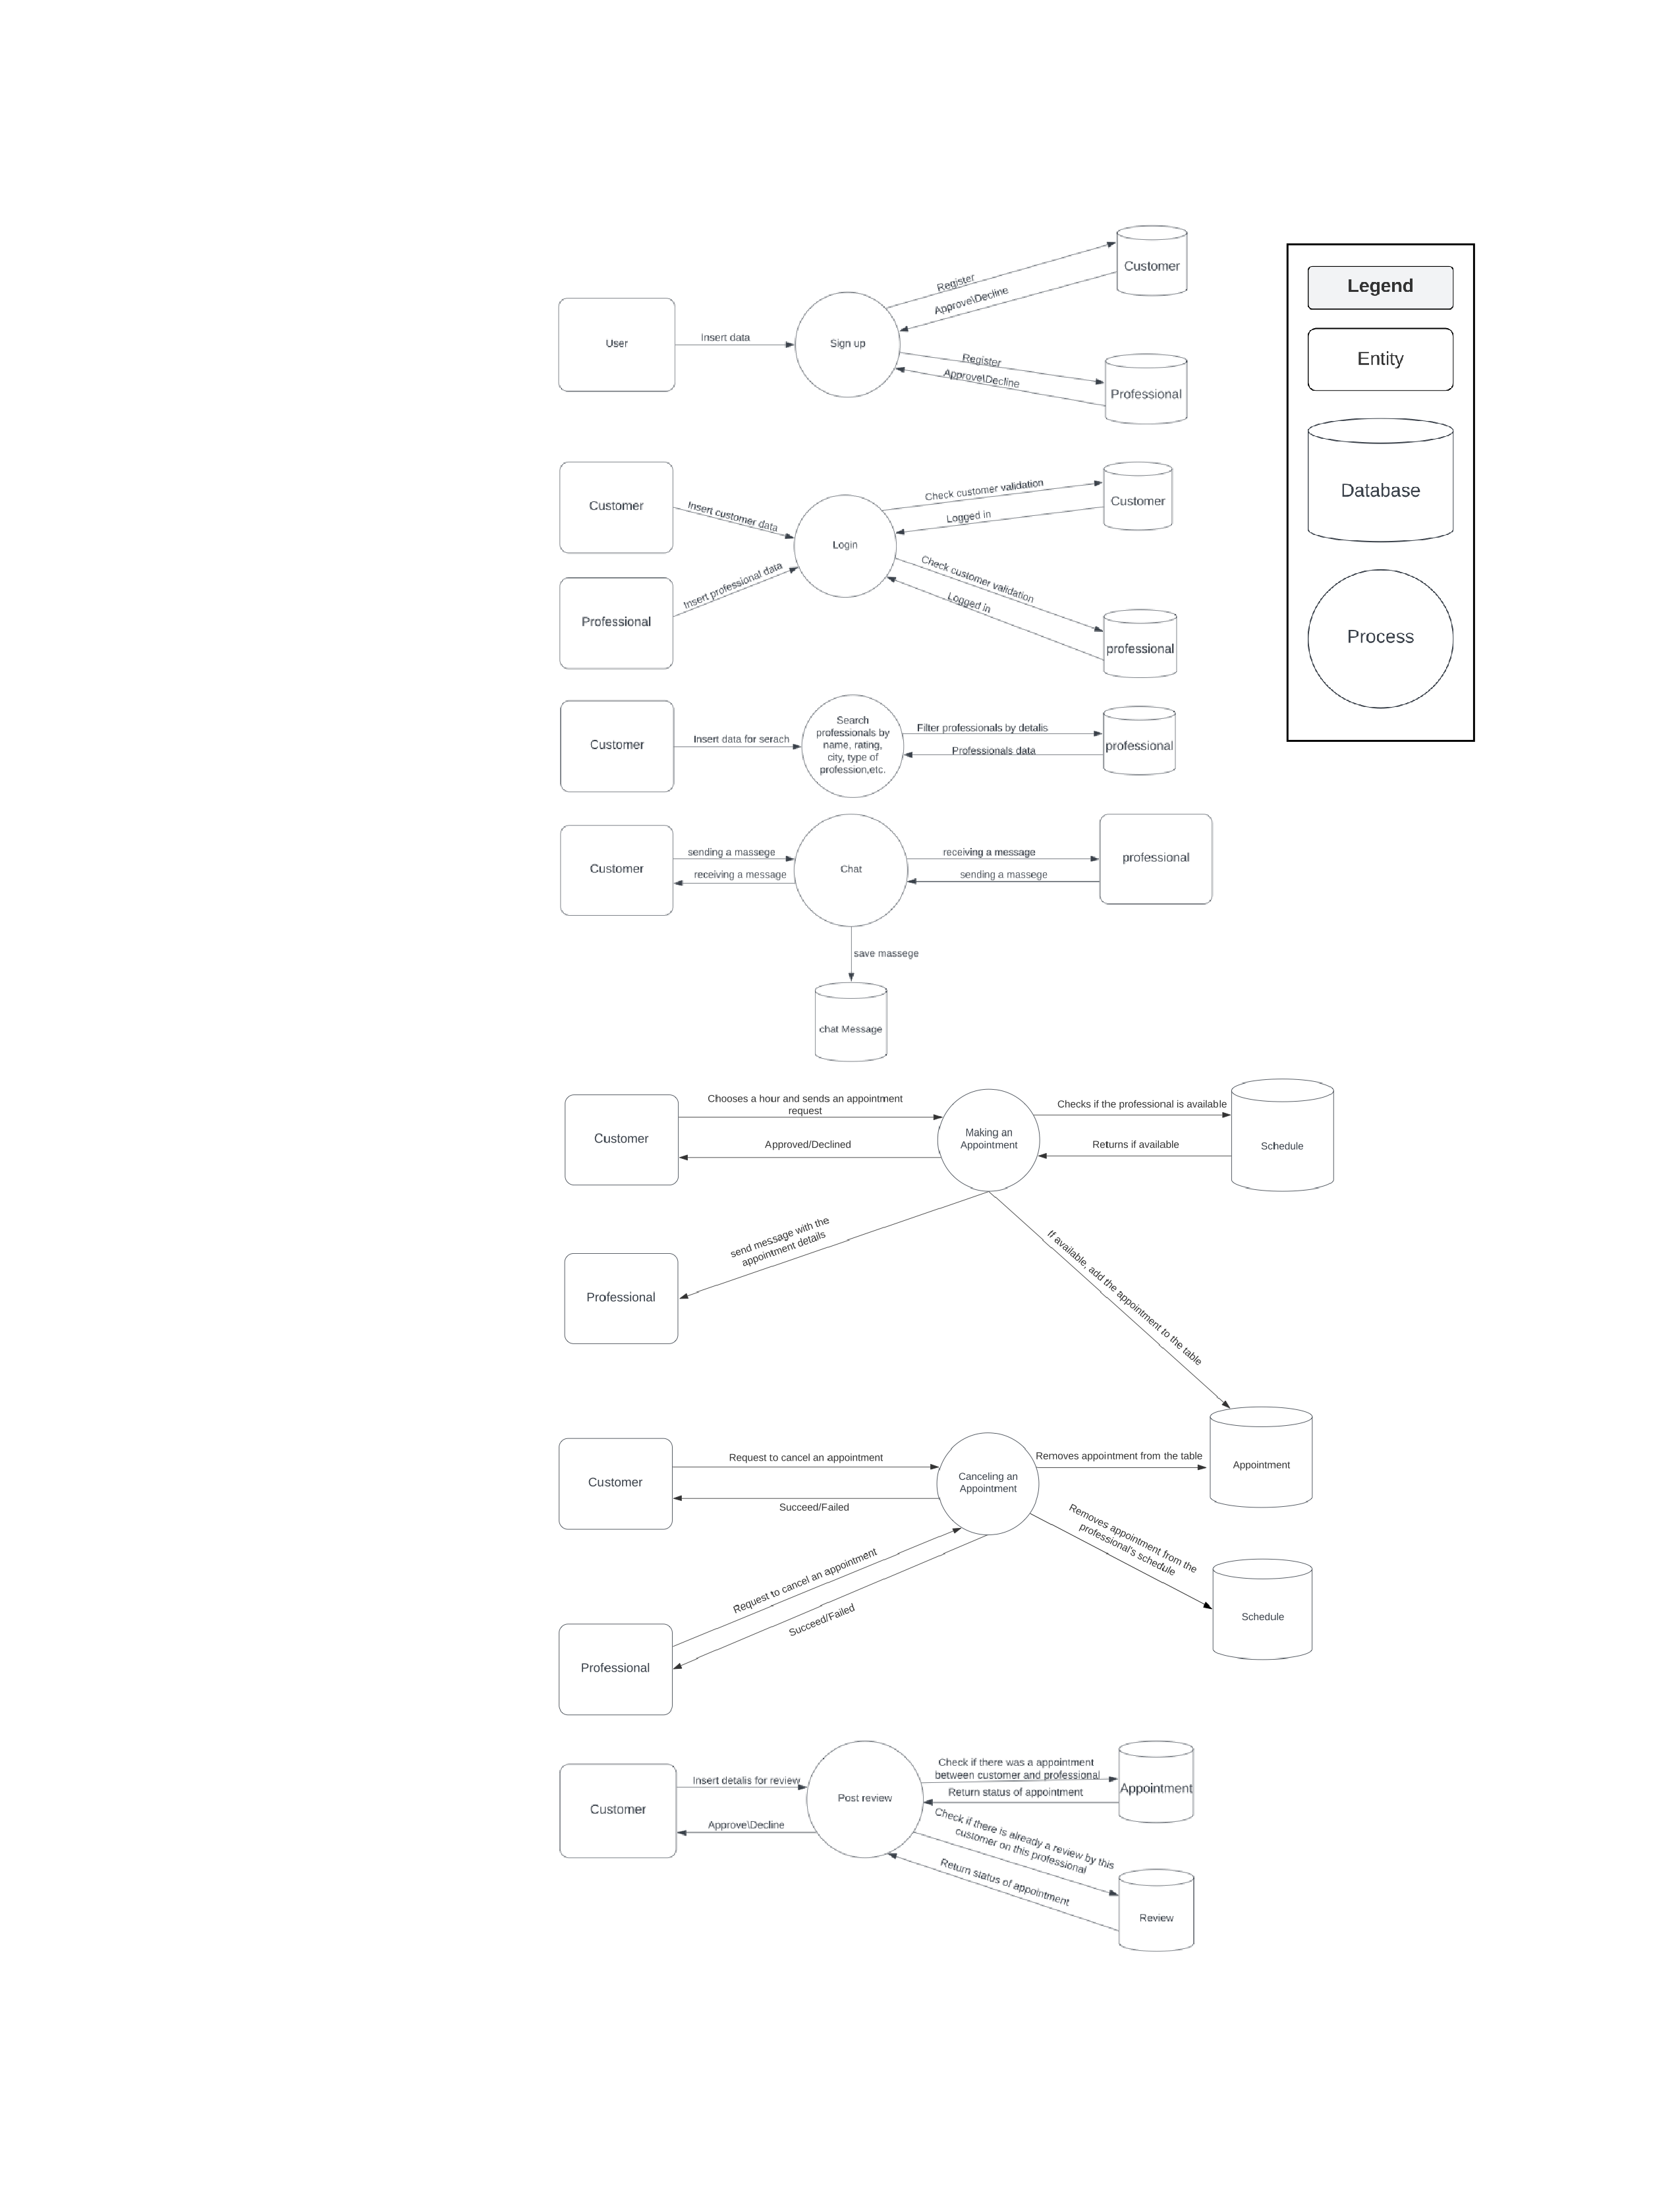 Legend
Entity
Database
Process
Customer
Register
Approve\Decline
User
Insert data
Sign up
Register
Approve\Decline
Professional
Customer
Insert customer data
Check customer validation
Customer
Logged in
Login
Professional
Insert professional data
Check customer validation
Logged in
professional
Customer
Insert data for serach
Search
professionals by
name, rating,
city, type of
profession,etc.
Filter professionals by detalis
Professionals data
professional
Customer
sending a massege
receiving a message
Chat
receiving a message
sending a massege
professional
save massege
chat Message
Customer
Chooses a hour and sends an appointment
request
Approved/Declined
Making an
Appointment
Checks if the professional is available
Returns if available
Schedule
send message with the
appointment details
Professional
If available, add the appointment to the table
Customer
Request to cancel an appointment
Succeed/Failed
Canceling an
Appointment
Removes appointment from the table
Appointment
Removes appointment from the
professional's schedule
Schedule
Request to cancel an appointment
Succeed/Failed
Professional
Customer
Insert detalis for review
Approve\Decline
Post review
Check if there was a appointment
between customer and professional
Return status of appointment
Appointment
Check if there is already a review by this
customer on this professional
Return status of appointment
Review